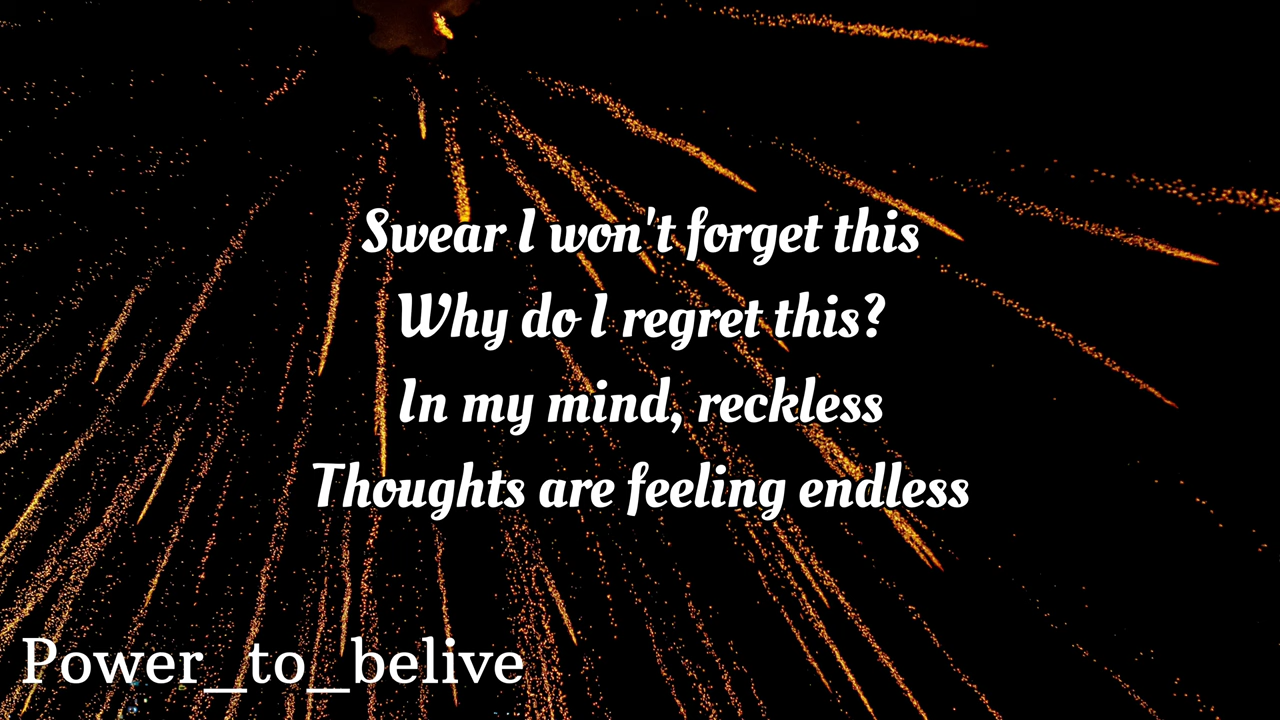 Swear I won't forget this
Why do I regret this?
In my mind, reckless
Thoughts are feeling endless
Power_to_belive